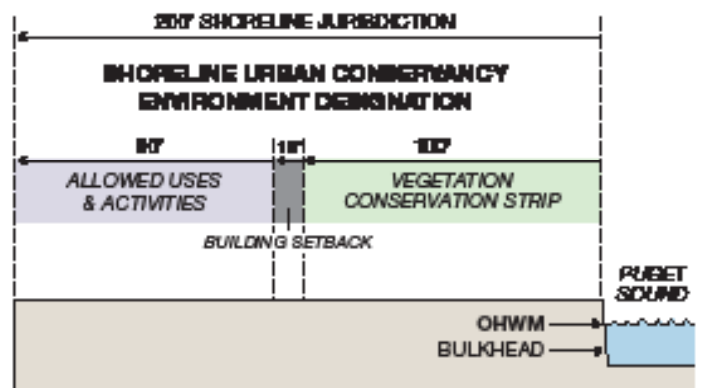 SHORELINE JURISDICTION
SHORELINE URBAN CONSERVANCY
ENVIRONMENT DESIGNATION
ALLOWED USES
& ACTIVITIES
VEGETATION
CONSERVATION STRIP
BUILDING SETBACK
PUGET
SOUND
OHWM
BULKHEAD